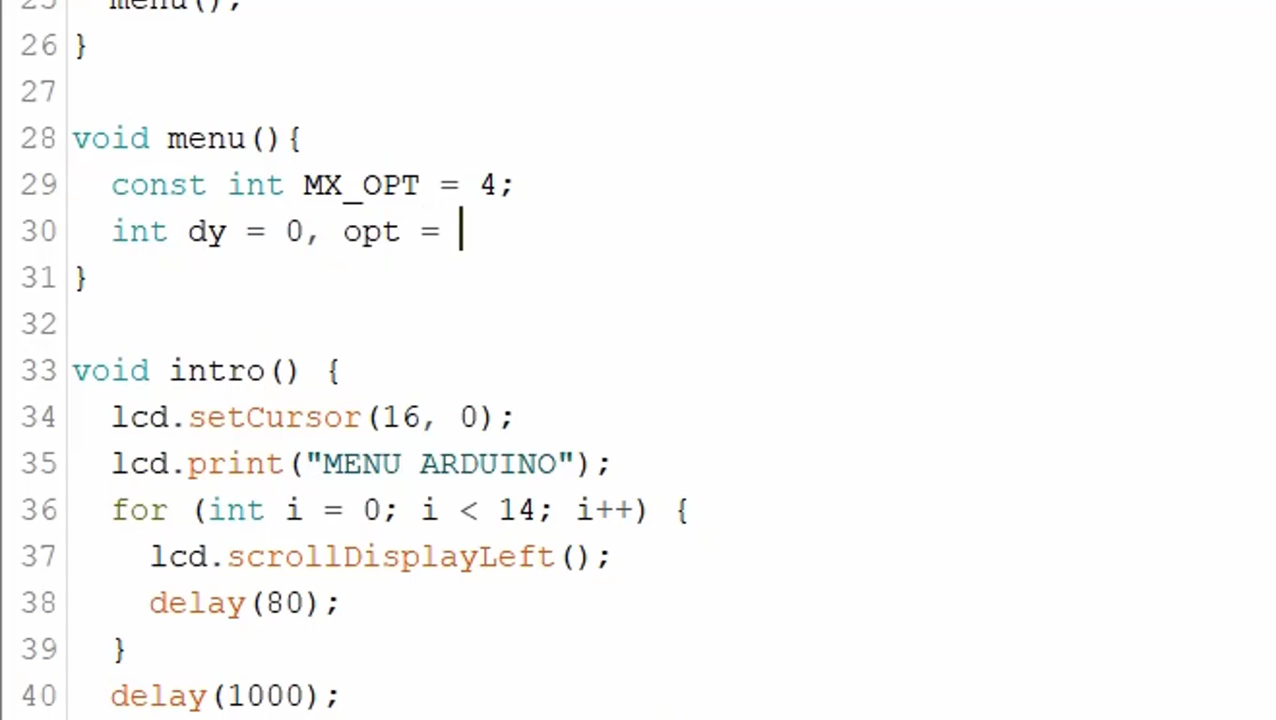 25   menu();
26 }
27
28 void menu(){
29   const int MX_OPT = 4;
30   int dy = 0, opt =
31 }
32
33 void intro() {
34   lcd.setCursor(16, 0);
35   lcd.print("MENU ARDUINO");
36   for (int i = 0; i < 14; i++) {
37     lcd.scrollDisplayLeft();
38     delay(80);
39   }
40   delay(1000);